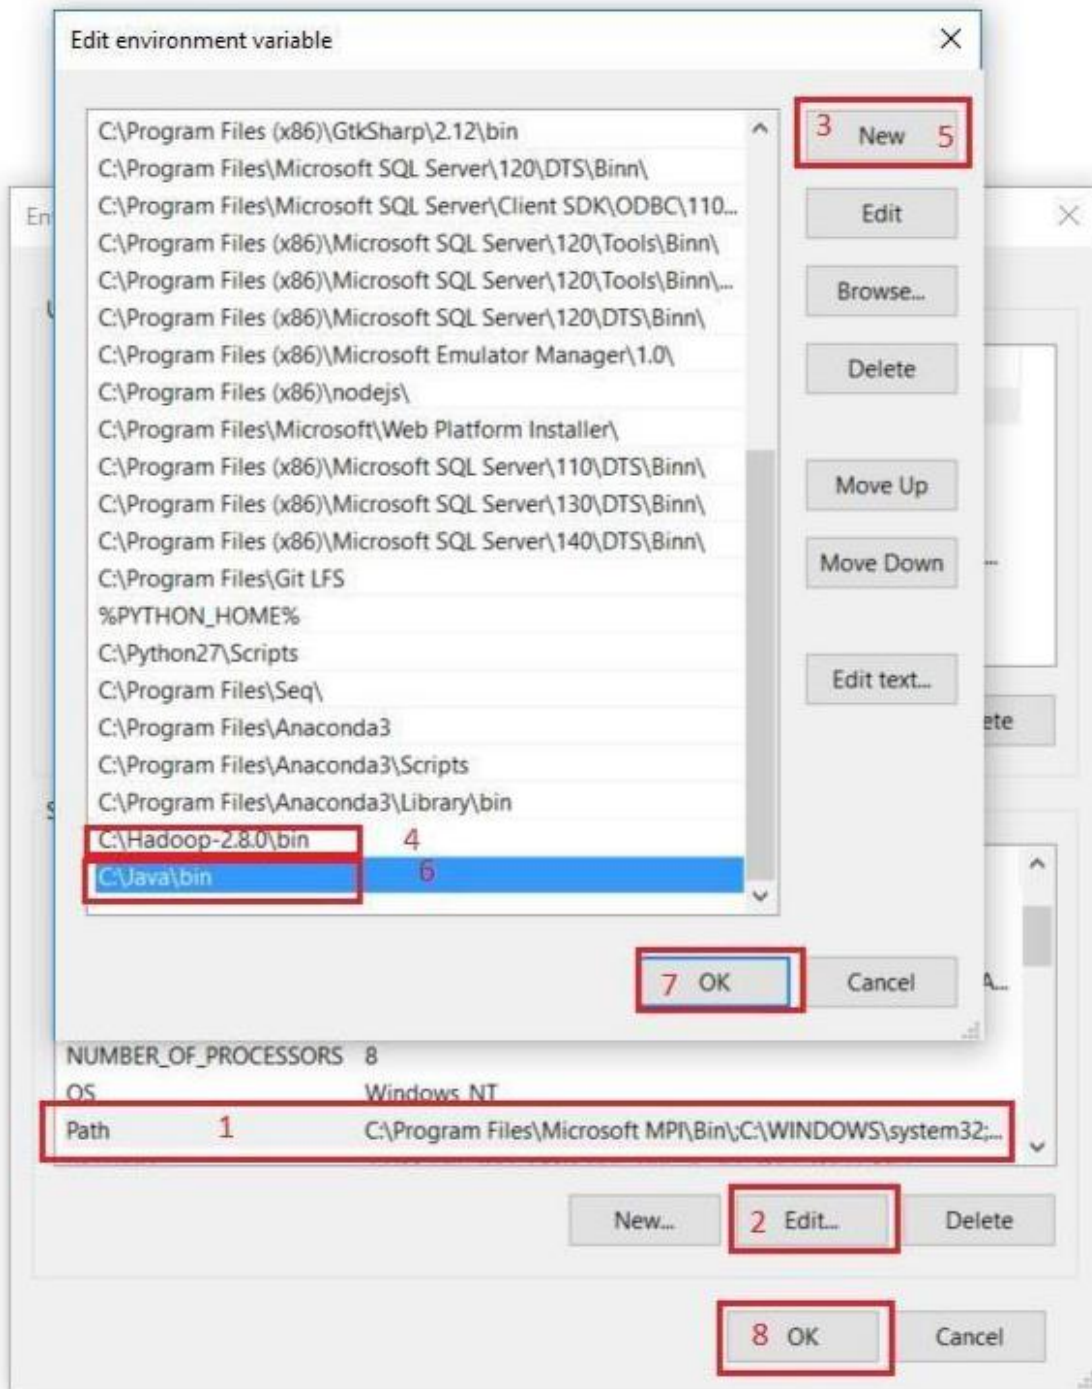 Edit environment variable
C:\Program Files (x86)\GtkSharp\2.12\bin
C:\Program Files\Microsoft SQL Server\120\DTS\Binn\
C:\Program Files\Microsoft SQL Server\Client SDK\ODBC\110...
C:\Program Files (x86)\Microsoft SQL Server\120\Tools\Binn\
C:\Program Files (x86)\Microsoft SQL Server\120\Tools\Binn\...
C:\Program Files (x86)\Microsoft SQL Server\120\DTS\Binn\
C:\Program Files (x86)\Microsoft Emulator Manager\1.0\
C:\Program Files (x86)\nodejs\
C:\Program Files\Microsoft\Web Platform Installer\
C:\Program Files (x86)\Microsoft SQL Server\110\DTS\Binn\
C:\Program Files (x86)\Microsoft SQL Server\130\DTS\Binn\
C:\Program Files (x86)\Microsoft SQL Server\140\DTS\Binn\
C:\Program Files\Git LFS
%PYTHON_HOME%
C:\Python27\Scripts
C:\Program Files\Seq\
C:\Program Files\Anaconda3
C:\Program Files\Anaconda3\Scripts
C:\Program Files\Anaconda3\Library\bin
C:\Hadoop-2.8.0\bin 4
C:\Java\bin 6
3 New 5
Edit
Browse...
Delete
Move Up
Move Down
Edit text...
7 OK
Cancel
NUMBER_OF_PROCESSORS 8
OS Windows_NT
Path 1 C:\Program Files\Microsoft MPI\Bin\;C:\WINDOWS\system32;...
New...
2 Edit...
Delete
8 OK
Cancel